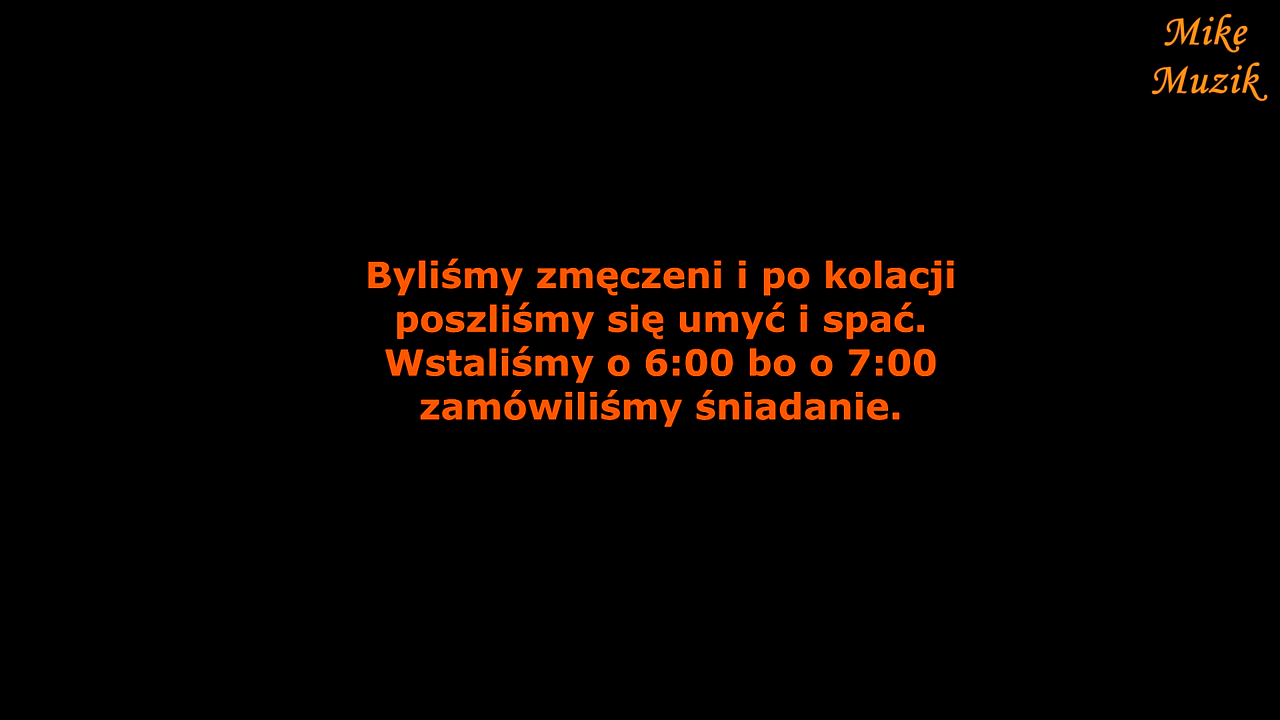 Mike
Muzik
Byliśmy zmęczeni i po kolacji
poszliśmy się umyć i spać.
Wstaliśmy o 6:00 bo o 7:00
zamówiliśmy śniadanie.